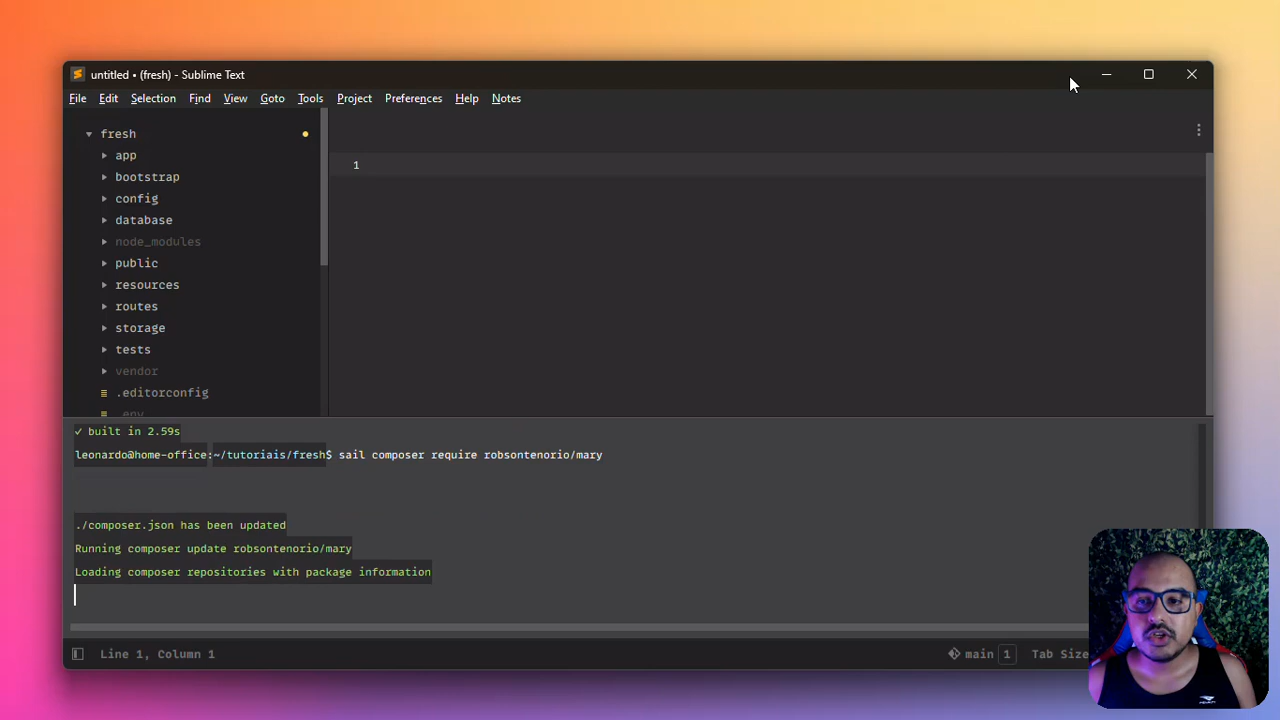 untitled • (fresh) - Sublime Text
File Edit Selection Find View Goto Tools Project Preferences Help Notes
fresh
app
bootstrap
config
database
node_modules
public
resources
routes
storage
tests
vendor
.editorconfig
.env
1
✓ built in 2.59s
leonardo@home-office:~/tutoriais/fresh$ sail composer require robsontenorio/mary
./composer.json has been updated
Running composer update robsontenorio/mary
Loading composer repositories with package information
Line 1, Column 1
main 1
Tab Size